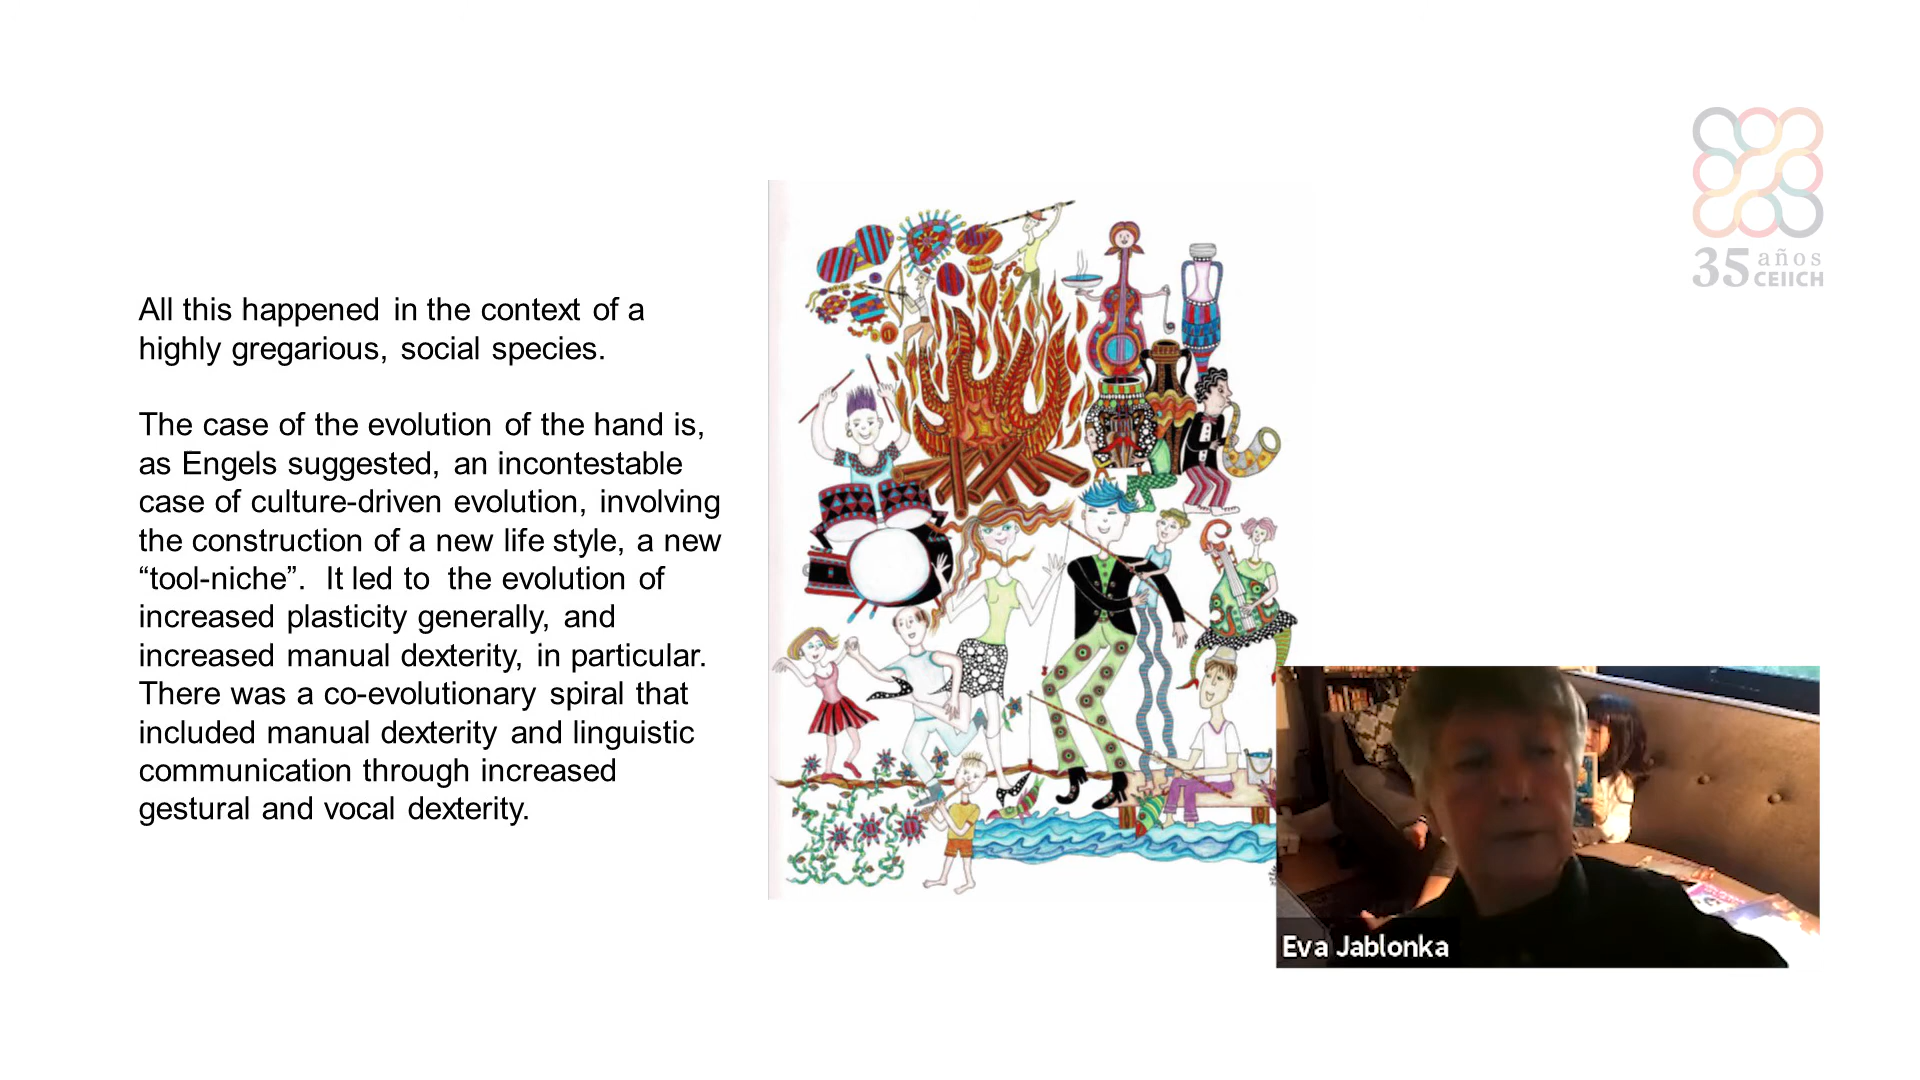 All this happened in the context of a
highly gregarious, social species.
The case of the evolution of the hand is,
as Engels suggested, an incontestable
case of culture-driven evolution, involving
the construction of a new life style, a new
“tool-niche”.  It led to  the evolution of
increased plasticity generally, and
increased manual dexterity, in particular.
There was a co-evolutionary spiral that
included manual dexterity and linguistic
communication through increased
gestural and vocal dexterity.
35 años
CEIICH
Eva Jablonka